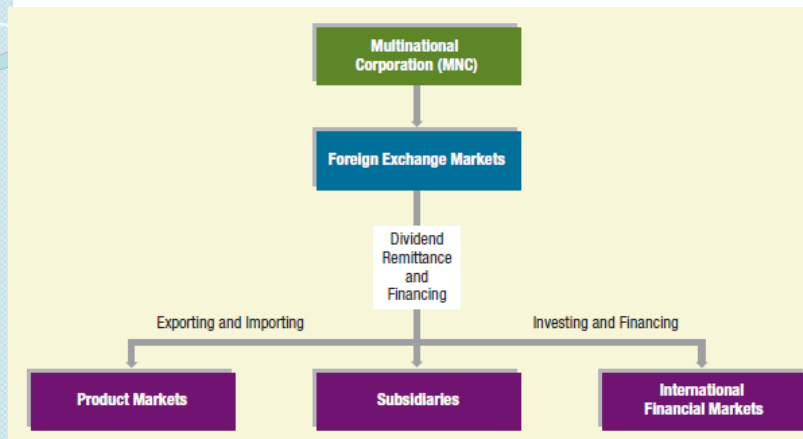 Multinational
Corporation (MNC)
Foreign Exchange Markets
Dividend
Remittance
and
Financing
Exporting and Importing
Investing and Financing
Product Markets
Subsidiaries
International
Financial Markets